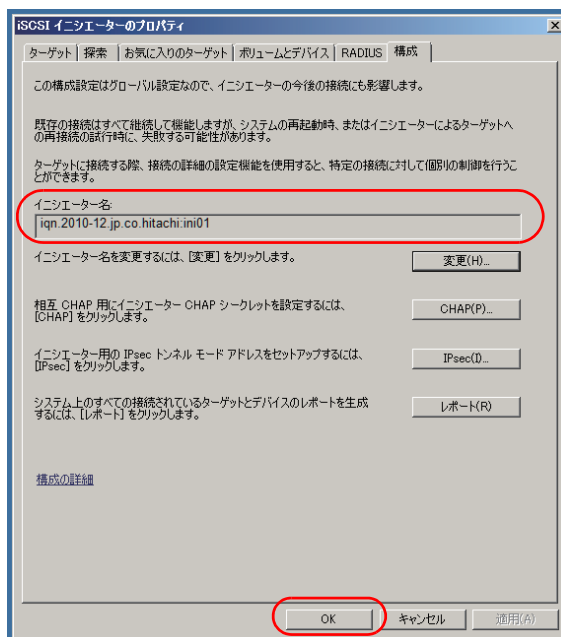 iSCSI イニシエーターのプロパティ
ターゲット 探索 お気に入りのターゲット ボリュームとデバイス RADIUS 構成
この構成設定はグローバル設定なので、イニシエーターの今後の接続にも影響します。
既存の接続はすべて継続して機能しますが、システムの再起動時、またはイニシエーターによるターゲットへ
の再接続の試行時に、失敗する可能性があります。
ターゲットに接続する際、接続の詳細の設定機能を使用すると、特定の接続に対して個別の制御を行うこ
とができます。
イニシエーター名:
iqn.2010-12.jp.co.hitachi:ini01
イニシエーター名を変更するには、[変更] をクリックします。
変更(H)...
相互 CHAP 用にイニシエーター CHAP シークレットを設定するには、
[CHAP] をクリックします。
CHAP(P)...
イニシエーター用の IPsec トンネル モード アドレスをセットアップするには、
[IPsec] をクリックします。
IPsec(I)...
システム上のすべての接続されているターゲットとデバイスのレポートを生成
するには、[レポート] をクリックします。
レポート(R)
構成の詳細
OK キャンセル 適用(A)